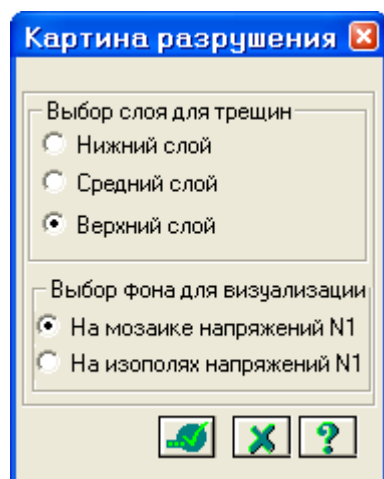 Картина разрушения
Выбор слоя для трещин
Нижний слой
Средний слой
Верхний слой
Выбор фона для визуализации
На мозаике напряжений N1
На изополях напряжений N1
?